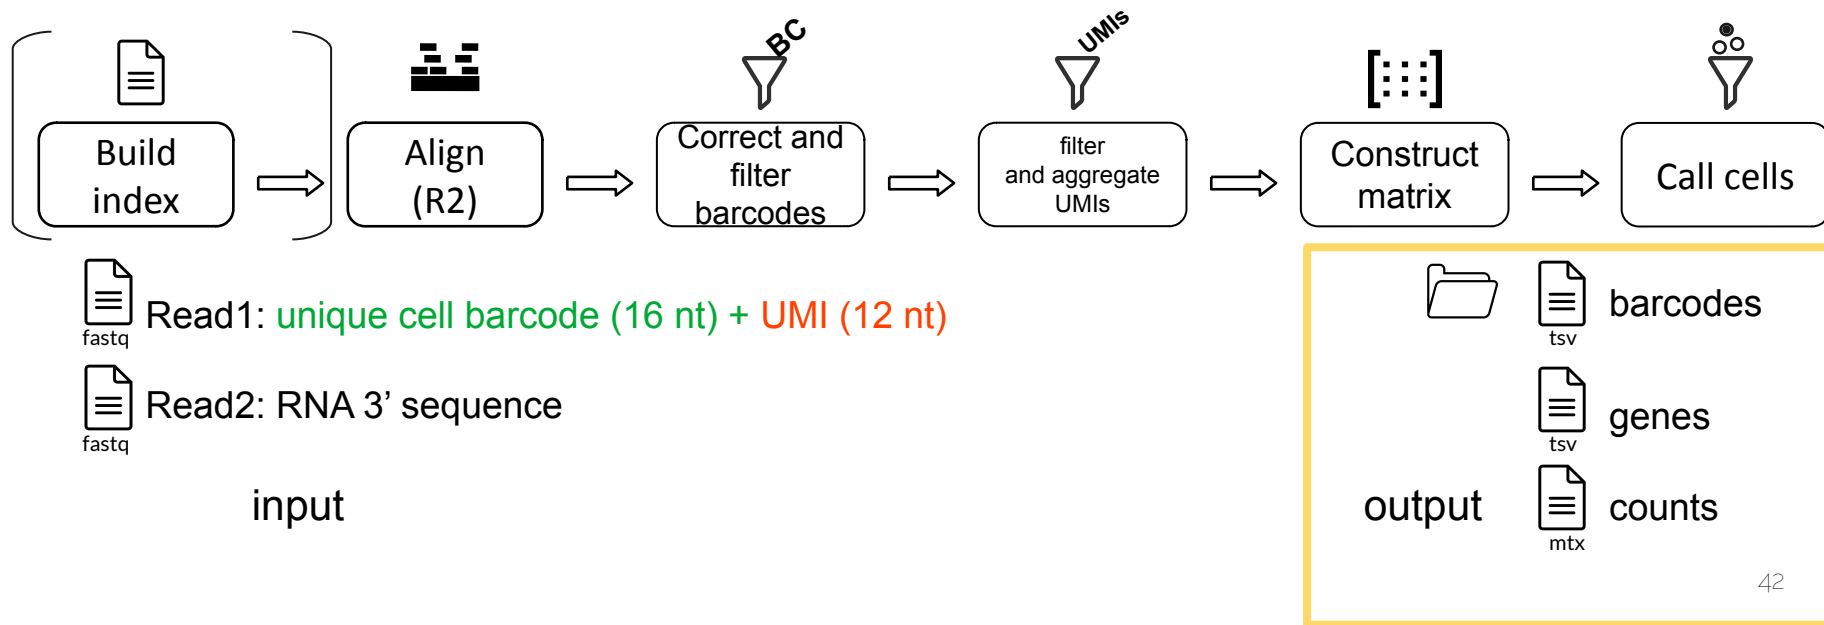 BC
UMIs
Build
index
Align
(R2)
Correct and
filter
barcodes
filter
and aggregate
UMIs
Construct
matrix
Call cells
fastq
Read1: unique cell barcode (16 nt) + UMI (12 nt)
fastq
Read2: RNA 3’ sequence
input
tsv
barcodes
tsv
genes
output
mtx
counts
42